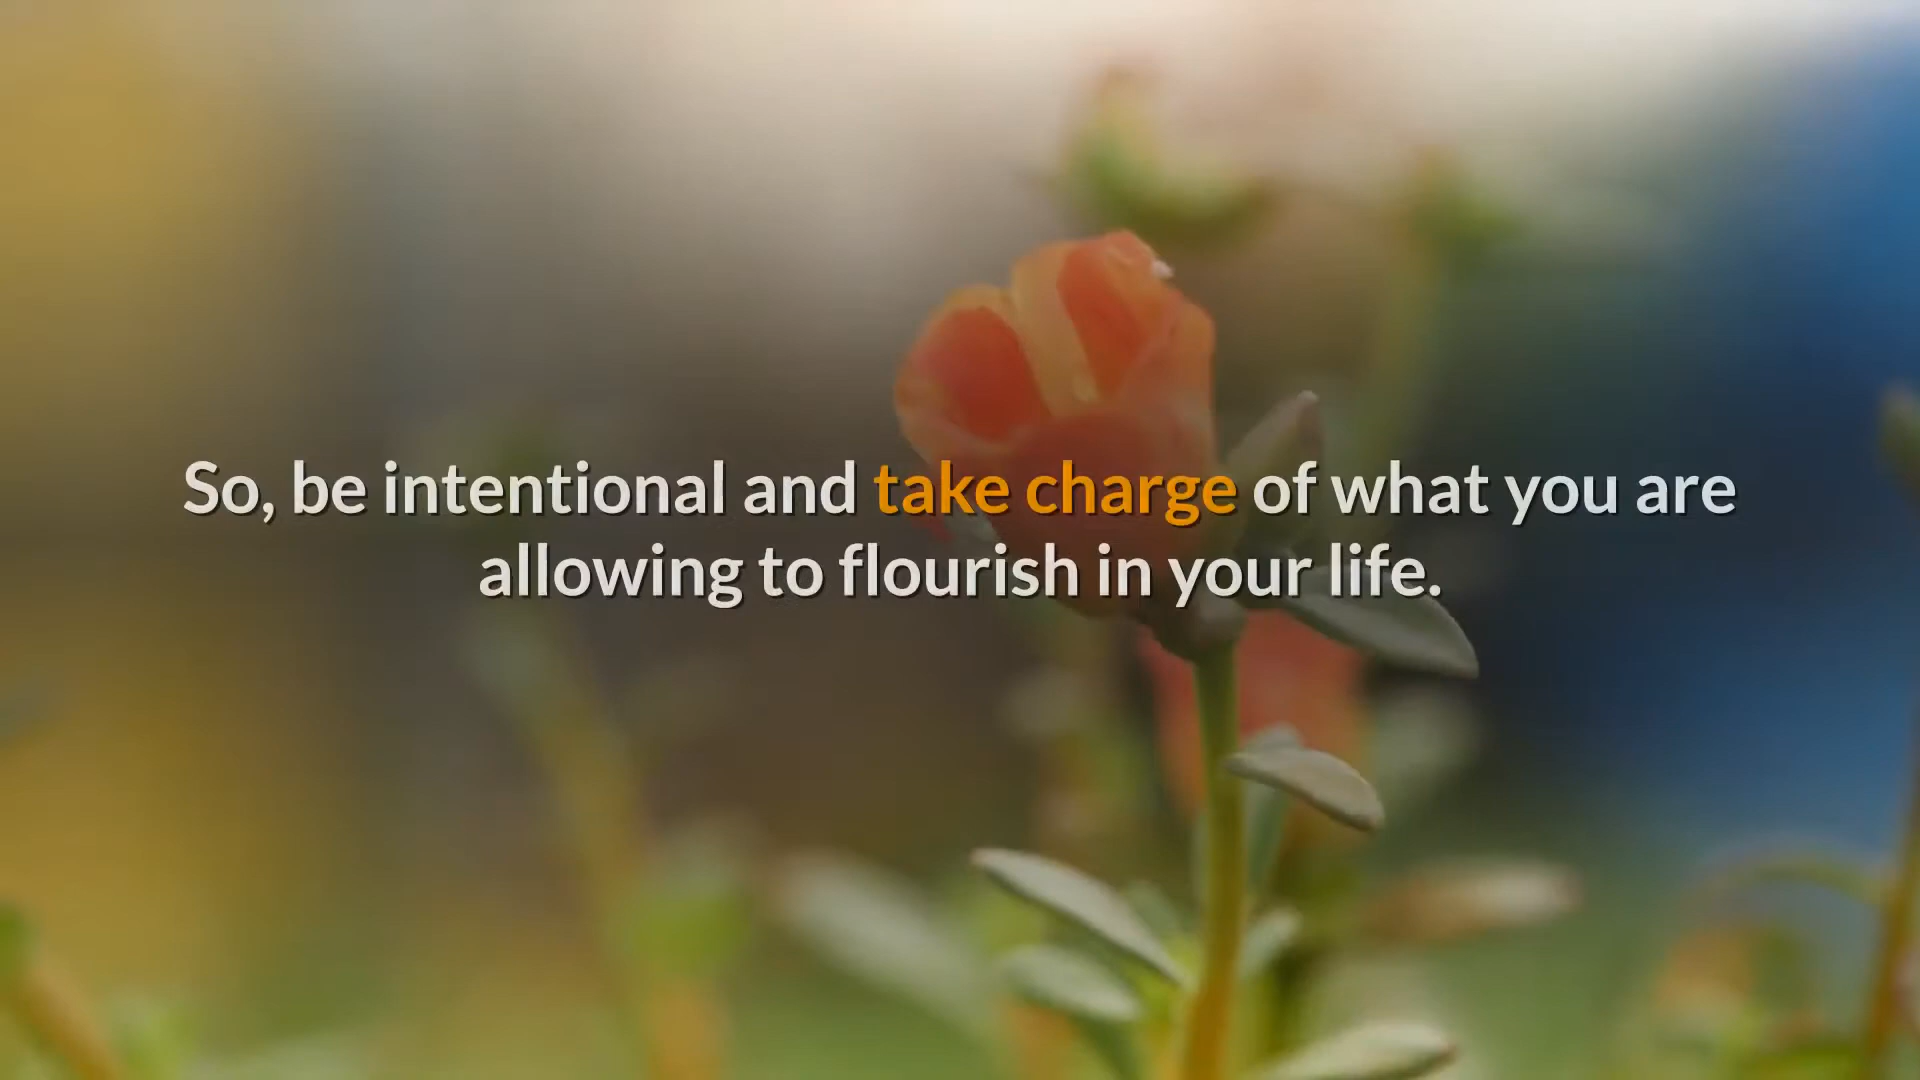 So, be intentional and take charge of what you are
allowing to flourish in your life.